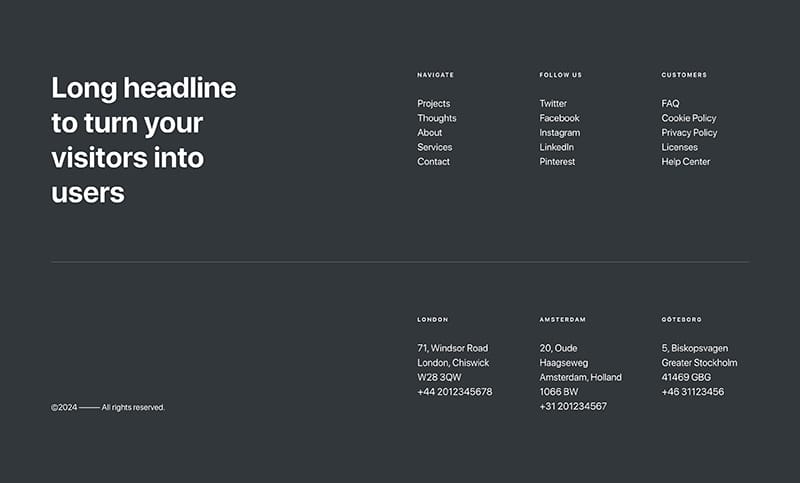 Long headline
to turn your
visitors into
users
NAVIGATE
Projects
Thoughts
About
Services
Contact
FOLLOW US
Twitter
Facebook
Instagram
LinkedIn
Pinterest
CUSTOMERS
FAQ
Cookie Policy
Privacy Policy
Licenses
Help Center
LONDON
71, Windsor Road
London, Chiswick
W28 3QW
+44 2012345678
AMSTERDAM
20, Oude
Haagseweg
Amsterdam, Holland
1066 BW
+31 201234567
GÖTEBORG
5, Biskopsvagen
Greater Stockholm
41469 GBG
+46 31123456
©2024 —— All rights reserved.